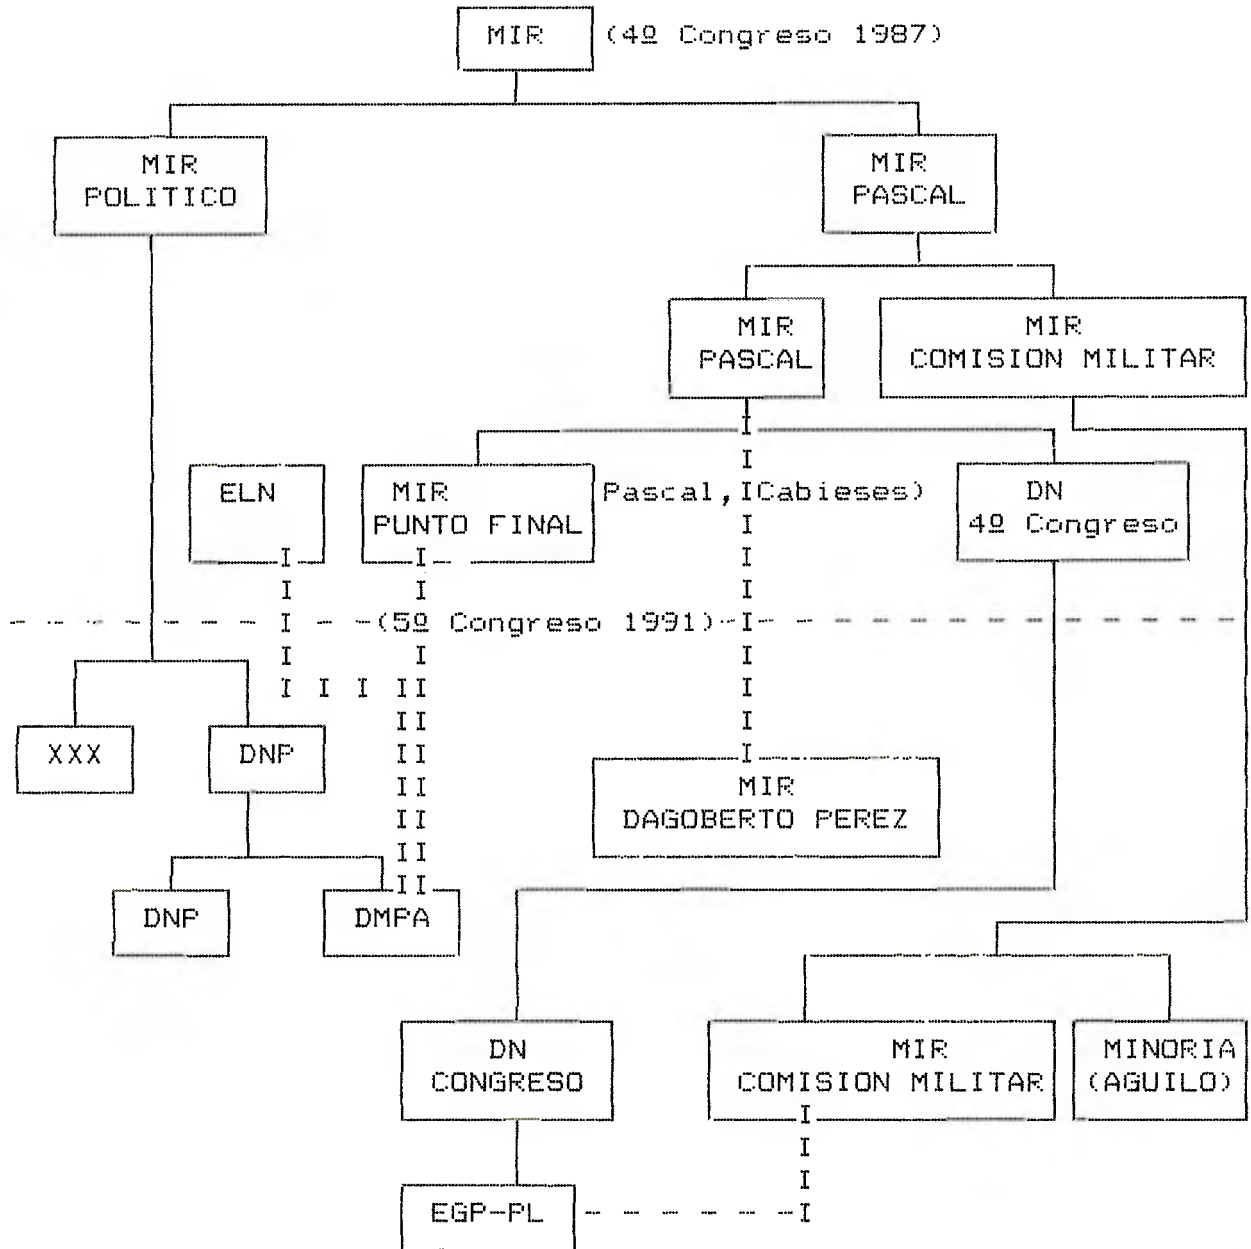 MIR (4º Congreso 1987)
MIR
POLITICO
MIR
PASCAL
MIR
PASCAL
MIR
COMISION MILITAR
ELN
MIR
PUNTO FINAL
Pascal, Cabieses)
DN
4º Congreso
(5º Congreso 1991)
XXX
DNP
MIR
DAGOBERTO PEREZ
DNP
DMPA
DN
CONGRESO
MIR
COMISION MILITAR
MINORIA
(AGUILO)
EGP-PL